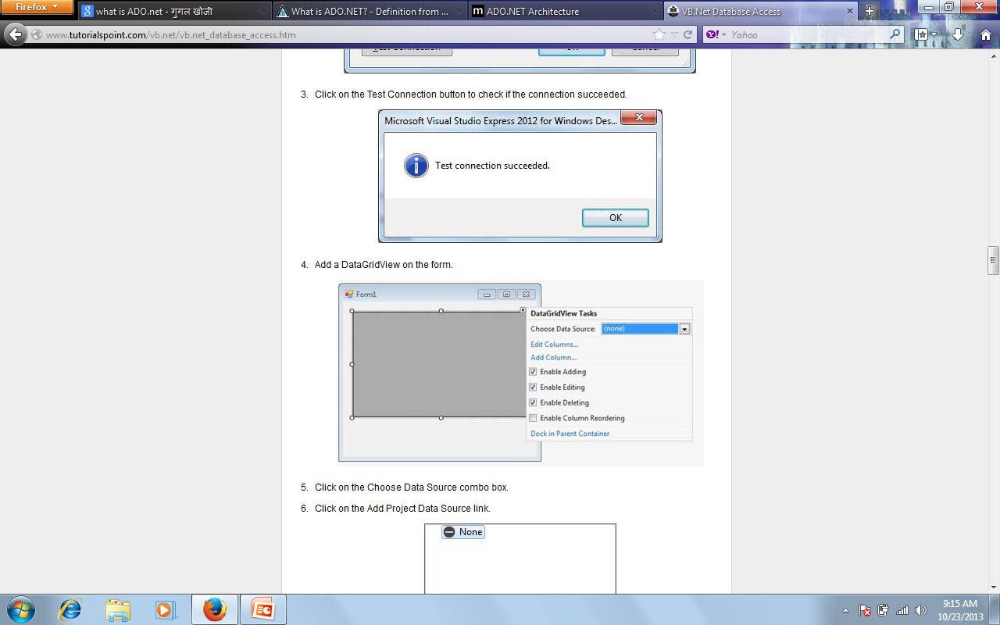 Firefox
what is ADO.net - गुगल खोजी
What is ADO.NET? - Definition from ...
ADO.NET Architecture
VB.Net Database Access
www.tutorialspoint.com/vb.net/vb.net_database_access.htm
Yahoo
3. Click on the Test Connection button to check if the connection succeeded.
Microsoft Visual Studio Express 2012 for Windows Des...
Test connection succeeded.
OK
4. Add a DataGridView on the form.
Form1
DataGridView Tasks
Choose Data Source: (none)
Edit Columns...
Add Column...
Enable Adding
Enable Editing
Enable Deleting
Enable Column Reordering
Dock in Parent Container
5. Click on the Choose Data Source combo box.
6. Click on the Add Project Data Source link.
None
9:15 AM
10/23/2013